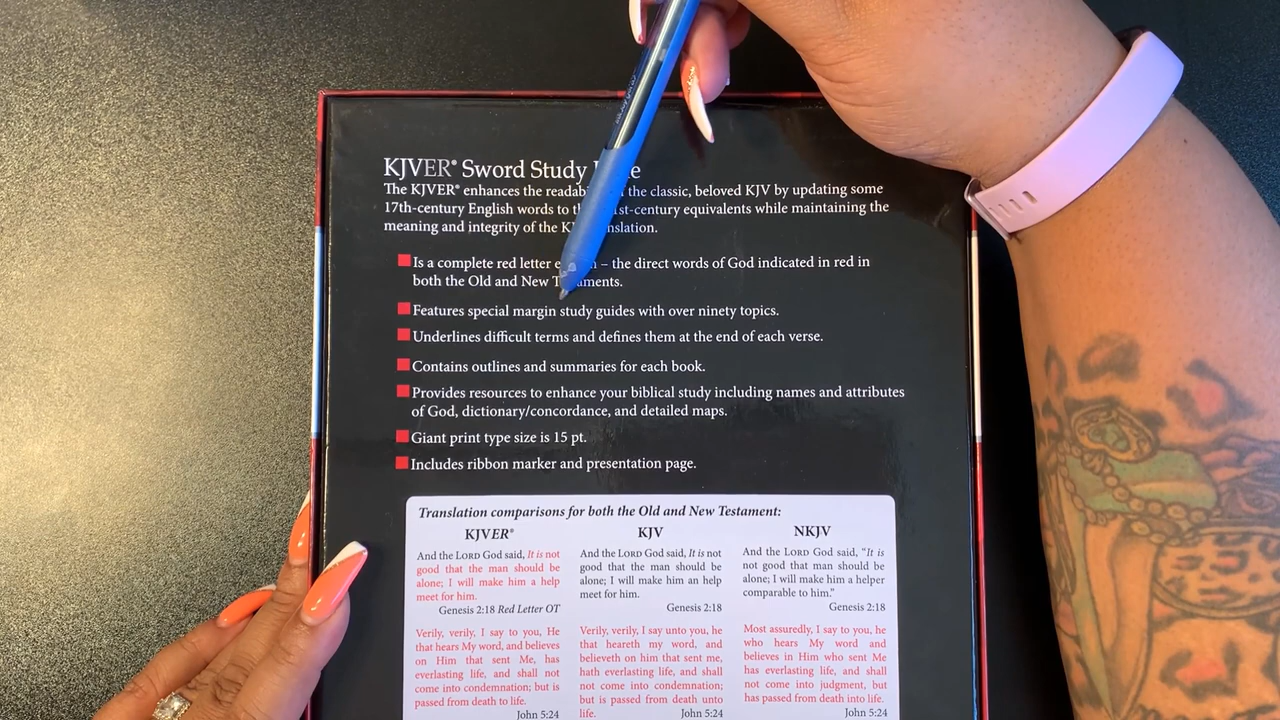 KJVER® Sword Study
The KJVER® enhances the the classic, beloved KJV by updating some
17th-century English words to equivalents while maintaining the
meaning and integrity of the
Is a complete red letter – the direct words of God indicated in red in
both the Old and New
Features special margin study guides with over ninety topics.
Underlines difficult terms and defines them at the end of each verse.
Contains outlines and summaries for each book.
Provides resources to enhance your biblical study including names and attributes
of God, dictionary/concordance, and detailed maps.
Giant print type size is 15 pt.
Includes ribbon marker and presentation page.
Translation comparisons for both the Old and New Testament:
KJVER®
And the LORD God said, It is not
good that the man should be
alone; I will make him a help
meet for him.
Genesis 2:18 Red Letter OT
Verily, verily, I say to you, He
that hears My word, and believes
on Him that sent Me, has
everlasting life, and shall not
come into condemnation; but is
passed from death to life.
John 5:24
KJV
And the LORD God said, It is not
good that the man should be
alone; I will make him an help
meet for him.
Genesis 2:18
Verily, verily, I say unto you, he
that heareth my word, and
believeth on him that sent me,
hath everlasting life, and shall
not come into condemnation;
but is passed from death unto
life.
John 5:24
NKJV
And the LORD God said, “It is
not good that man should be
alone; I will make him a helper
comparable to him.”
Genesis 2:18
Most assuredly, I say to you, he
who hears My word and
believes in Him who sent Me
has everlasting life, and shall
not come into judgment, but
has passed from death into life.
John 5:24